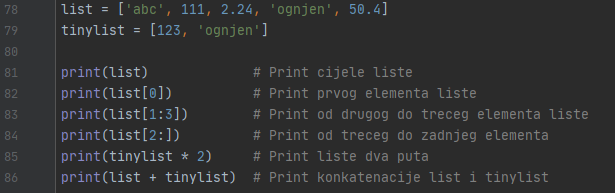 78 list = ['abc', 111, 2.24, 'ognjen', 50.4]
79 tinylist = [123, 'ognjen']
80
81 print(list) # Print cijele liste
82 print(list[0]) # Print prvog elementa liste
83 print(list[1:3]) # Print od drugog do treceg elementa liste
84 print(list[2:]) # Print od treceg do zadnjeg elementa
85 print(tinylist * 2) # Print liste dva puta
86 print(list + tinylist) # Print konkatenacije list i tinylist